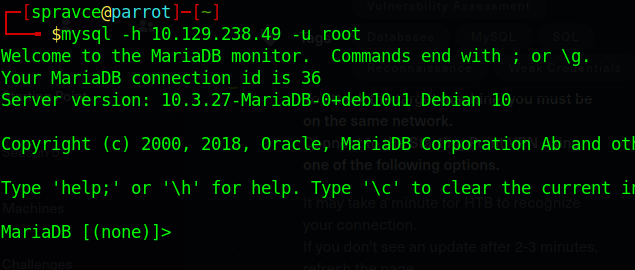 Vulnerability Assessment
┌─[spravce@parrot]─[~]
└──╼ $mysql -h 10.129.238.49 -u root
Databases MySQL SQL
Welcome to the MariaDB monitor.  Commands end with ; or \g.
Reconnaissance Weak Credentials
Your MariaDB connection id is 36
Server version: 10.3.27-MariaDB-0+deb10u1 Debian 10
you must be
on the same network.
Copyright (c) 2000, 2018, Oracle, MariaDB Corporation Ab and oth
one of the following options.
Type 'help;' or '\h' for help. Type '\c' to clear the current in
It may take a minute for HTB to recognize
Machines
your connection.
MariaDB [(none)]>
If you don't see an update after 2-3 minutes,
refresh the page
Challenges